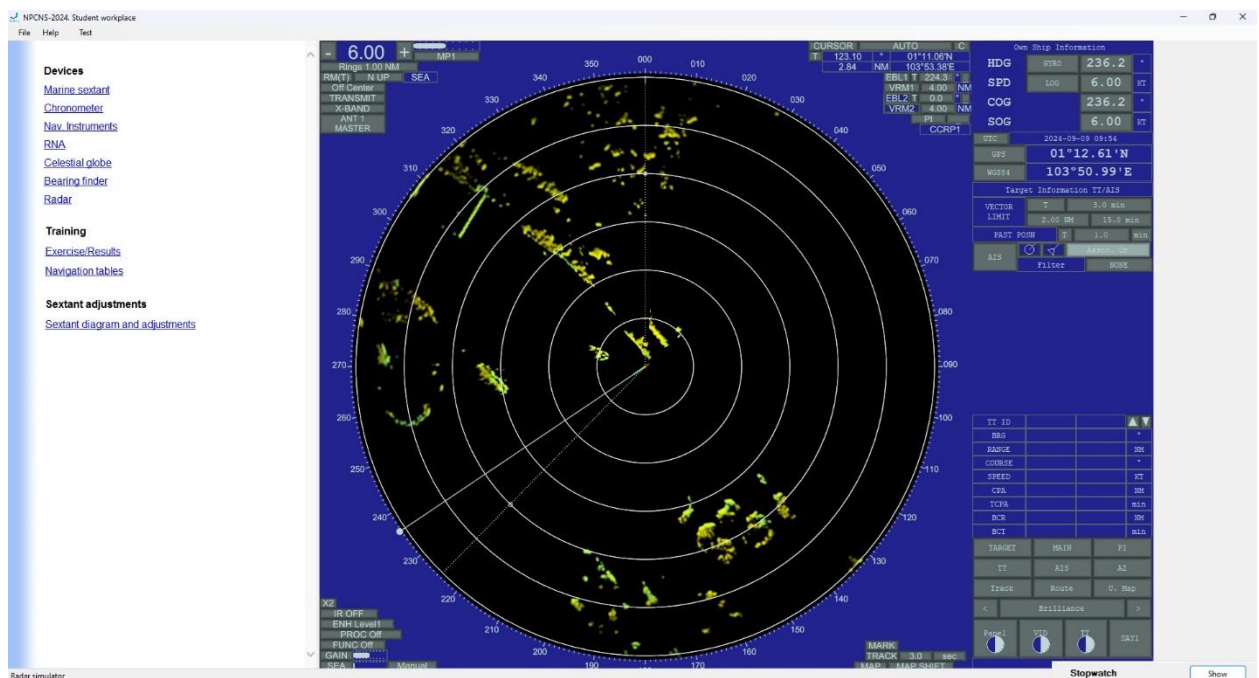 NPCNS-2024. Student workplace
File Help Test
Devices
Marine sextant
Chronometer
Nav. Instruments
RNA
Celestial globe
Bearing finder
Radar
Training
Exercise/Results
Navigation tables
Sextant adjustments
Sextant diagram and adjustments
- 6.00 + MP1
Rings 1.00 NM
RM(T) N UP SEA
Off Center
TRANSMIT
X-BAND
ANT 1
MASTER
CURSOR AUTO C
T 123.10 ° 01°11.06'N
2.84 NM 103°53.38'E
EBL1 T 224.3 °
VRM1 4.00 NM
EBL2 T 0.0 °
VRM2 4.00 NM
PI
CCRP1
340 350 000 010 020
330 030
320 040
310 050
300 060
290 070
280 080
270 090
260 100
250 110
240 120
230 130
220 140
210 150
200 190 180 170 160
X2
IR OFF
ENH Level1
PROC Off
FUNC Off
GAIN
SEA Manual
MARK
TRACK 3.0 sec
MAP MAP SHIFT
Own Ship Information
HDG GYRO 236.2 °
SPD LOG 6.00 KT
COG 236.2 °
SOG 6.00 KT
UTC 2024-09-09 09:54
GPS 01°12.61'N
WGS84 103°50.99'E
Target Information TT/AIS
VECTOR T 3.0 min
LIMIT 2.00 NM 15.0 min
PAST POSN T 1.0 min
AIS
Filter NONE
TT ID
BRG °
RANGE NM
COURSE °
SPEED KT
CPA NM
TCPA min
BCR NM
BCT min
TARGET MAIN PI
TT AIS AZ
Track Route U. Map
< Brilliance >
Panel VID TT DAY1
Radar simulator
Stopwatch Show